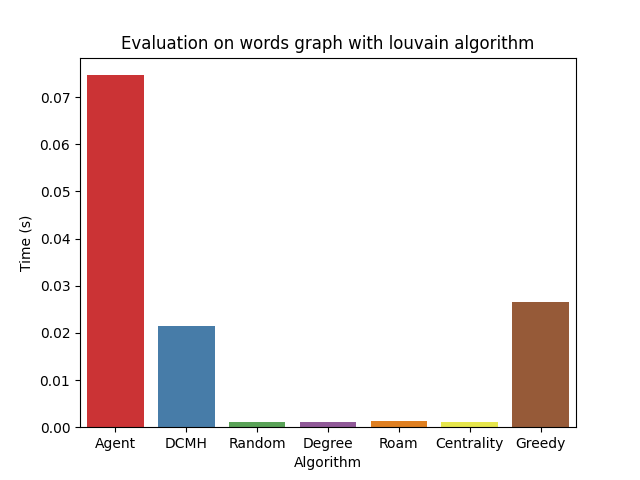 Evaluation on words graph with louvain algorithm
Time (s)
0.07
0.06
0.05
0.04
0.03
0.02
0.01
0.00
Agent DCMH Random Degree Roam Centrality Greedy
Algorithm